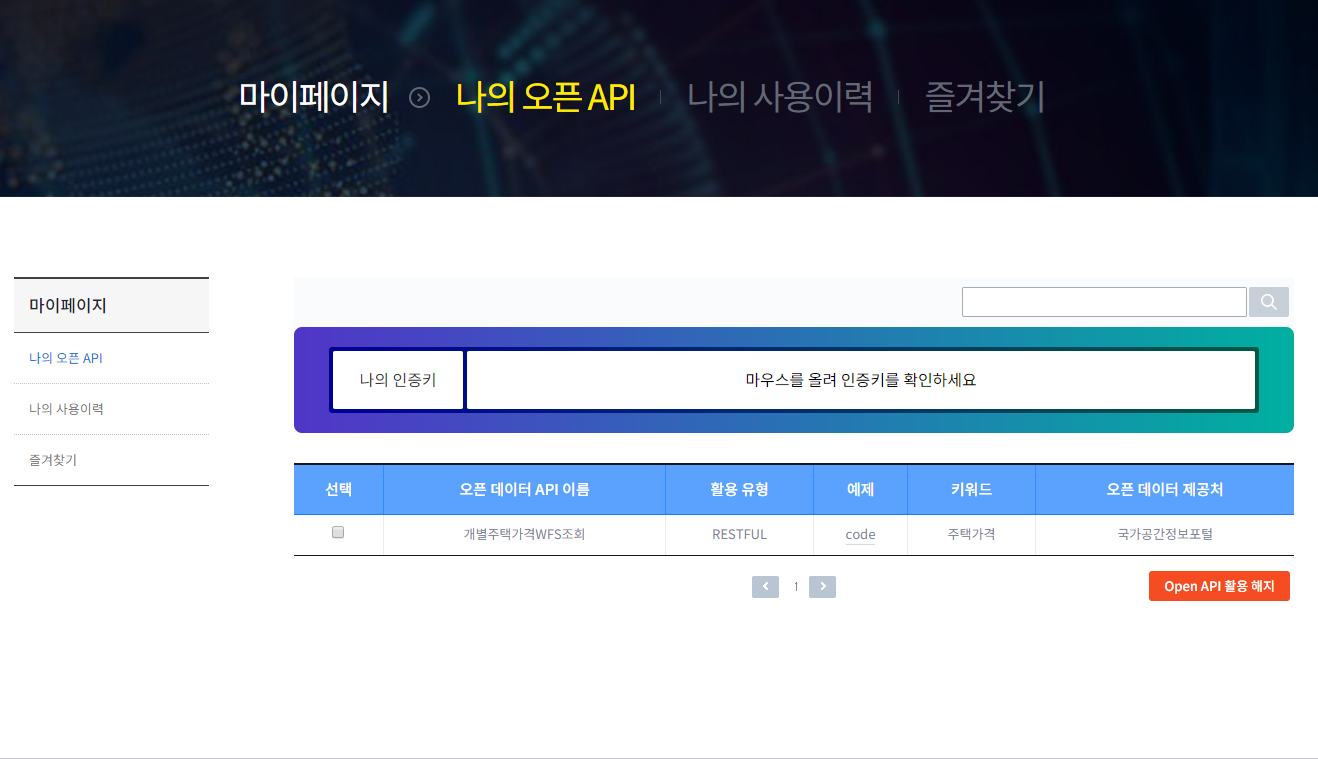 마이페이지 나의 오픈 API 나의 사용이력 즐겨찾기
마이페이지
나의 오픈 API
나의 사용이력
즐겨찾기
나의 인증키 마우스를 올려 인증키를 확인하세요
선택 오픈 데이터 API 이름 활용 유형 예제 키워드 오픈 데이터 제공처
개별주택가격WFS조회 RESTFUL code 주택가격 국가공간정보포털
1
Open API 활용 해지